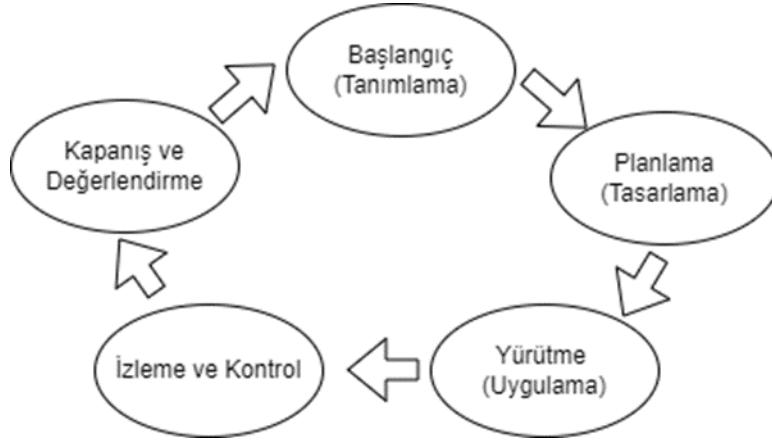 Başlangıç
(Tanımlama)
Planlama
(Tasarlama)
Yürütme
(Uygulama)
İzleme ve Kontrol
Kapanış ve
Değerlendirme